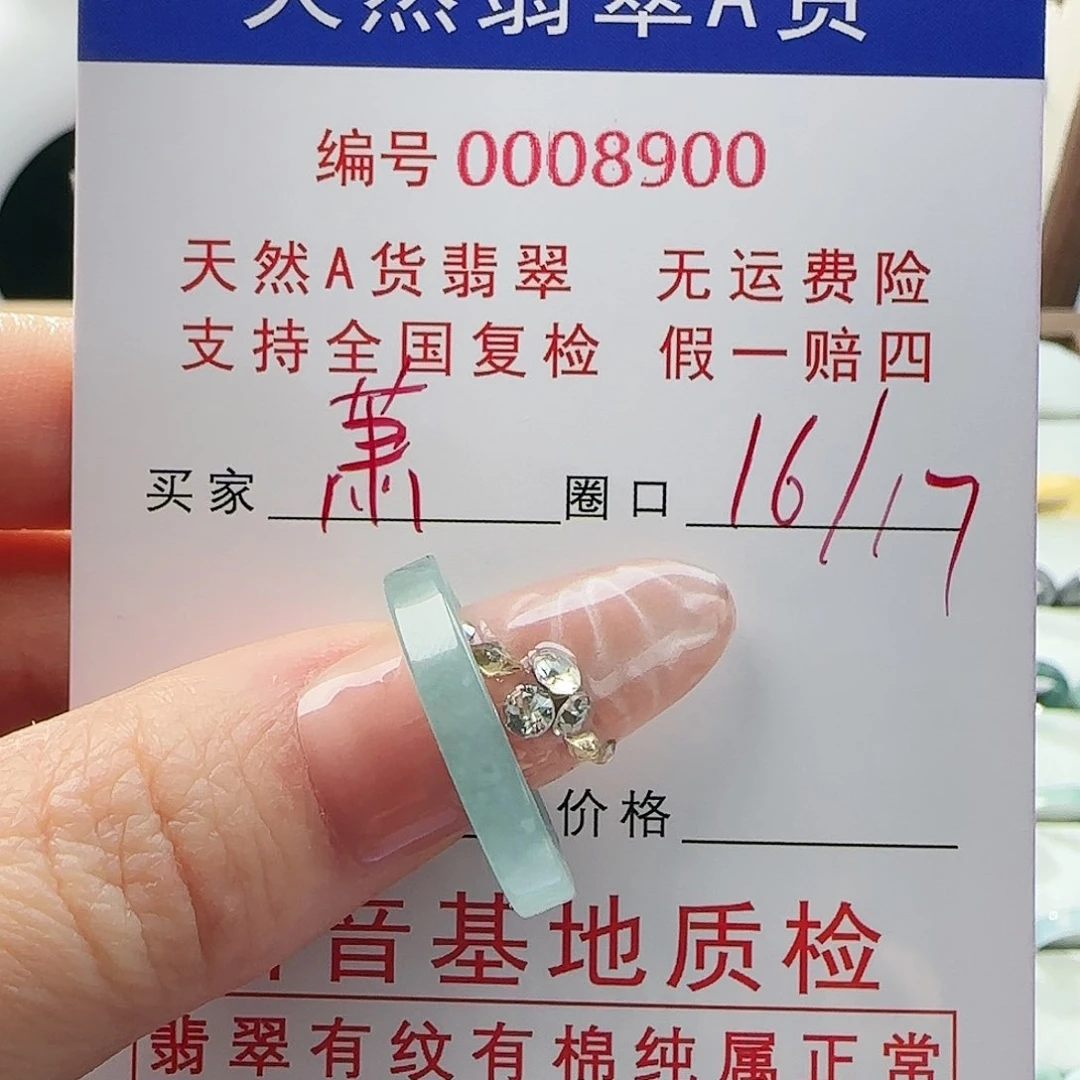 天然翡翠A货
编号 0008900
天然A货翡翠 无运费险
支持全国复检 假一赔四
买家 萧 圈口 16/17
价格
音基地质检
翡翠有纹有棉纯属正常